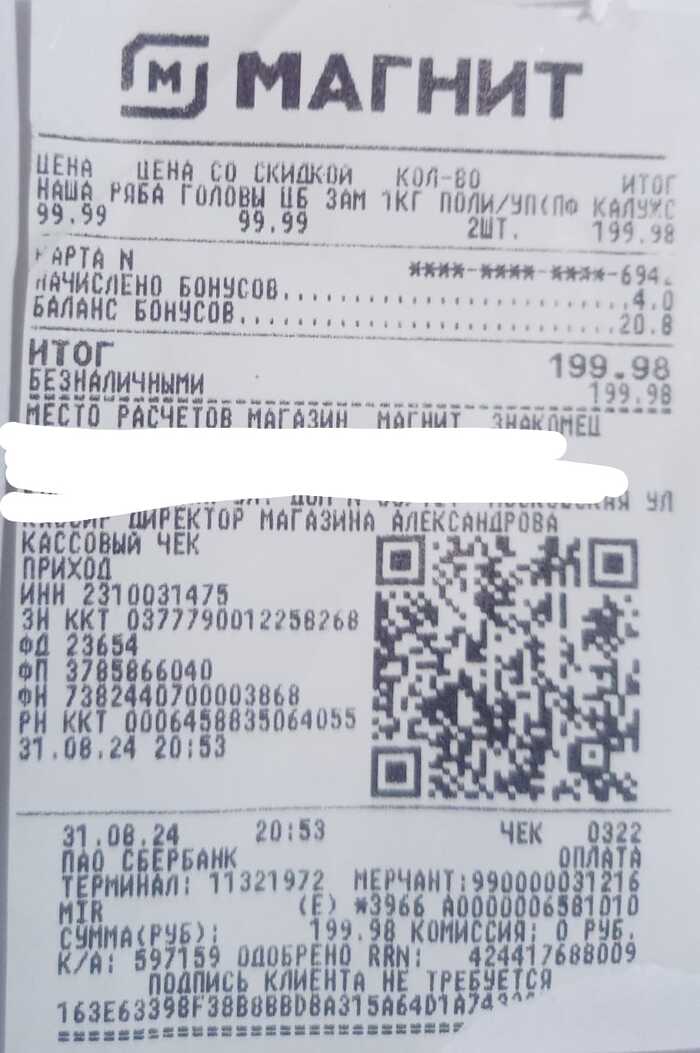 М МАГНИТ
ЦЕНА ЦЕНА СО СКИДКОЙ КОЛ-ВО ИТОГ
НАША РЯБА ГОЛОВЫ ЦБ ЗАМ 1КГ ПОЛИ/УП(ПФ КАЛУЖС
99.99 99.99 2ШТ. 199.98
КАРТА N ****-****-****-694
НАЧИСЛЕНО БОНУСОВ..............................4.0
БАЛАНС БОНУСОВ..............................20.8
ИТОГ 199.98
БЕЗНАЛИЧНЫМИ 199.98
МЕСТО РАСЧЕТОВ МАГАЗИН МАГНИТ ЗНАКОМЕЦ
УЛ
КАССИР ДИРЕКТОР МАГАЗИНА АЛЕКСАНДРОВА
КАССОВЫЙ ЧЕК
ПРИХОД
ИНН 2310031475
ЗН ККТ 0377790012258268
ФД 23654
ФП 3785866040
ФН 7382440700003868
РН ККТ 0006458835064055
31.08.24 20:53
31.08.24 20:53 ЧЕК 0322
ПАО СБЕРБАНК ОПЛАТА
ТЕРМИНАЛ: 11321972 МЕРЧАНТ:990000031216
MIR (E) *3966 A0000006581010
СУММА(РУБ): 199.98 КОМИССИЯ: 0 РУБ.
К/А: 597159 ОДОБРЕНО RRN: 424417688009
ПОДПИСЬ КЛИЕНТА НЕ ТРЕБУЕТСЯ
163E63398F38B8BBD8A315A64D1A74